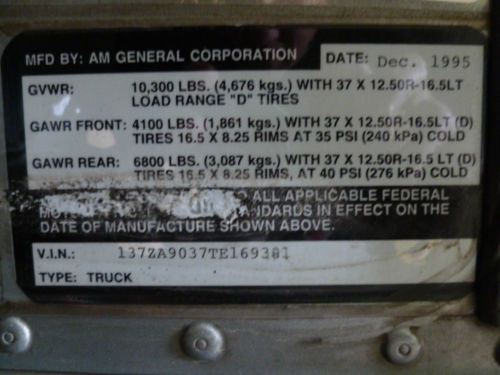 MFD BY: AM GENERAL CORPORATION DATE: Dec. 1995
GVWR: 10,300 LBS. (4,676 kgs.) WITH 37 X 12.50R-16.5LT
LOAD RANGE "D" TIRES
GAWR FRONT: 4100 LBS. (1,861 kgs.) WITH 37 X 12.50R-16.5LT (D)
TIRES 16.5 X 8.25 RIMS AT 35 PSI (240 kPa) COLD
GAWR REAR: 6800 LBS. (3,087 kgs.) WITH 37 X 12.50R-16.5 LT (D)
TIRES 16.5 X 8.25 RIMS, AT 40 PSI (276 kPa) COLD
TO ALL APPLICABLE FEDERAL
STANDARDS IN EFFECT ON THE
DATE OF MANUFACTURE SHOWN ABOVE.
V.I.N.: 137ZA9037TE169381
TYPE: TRUCK